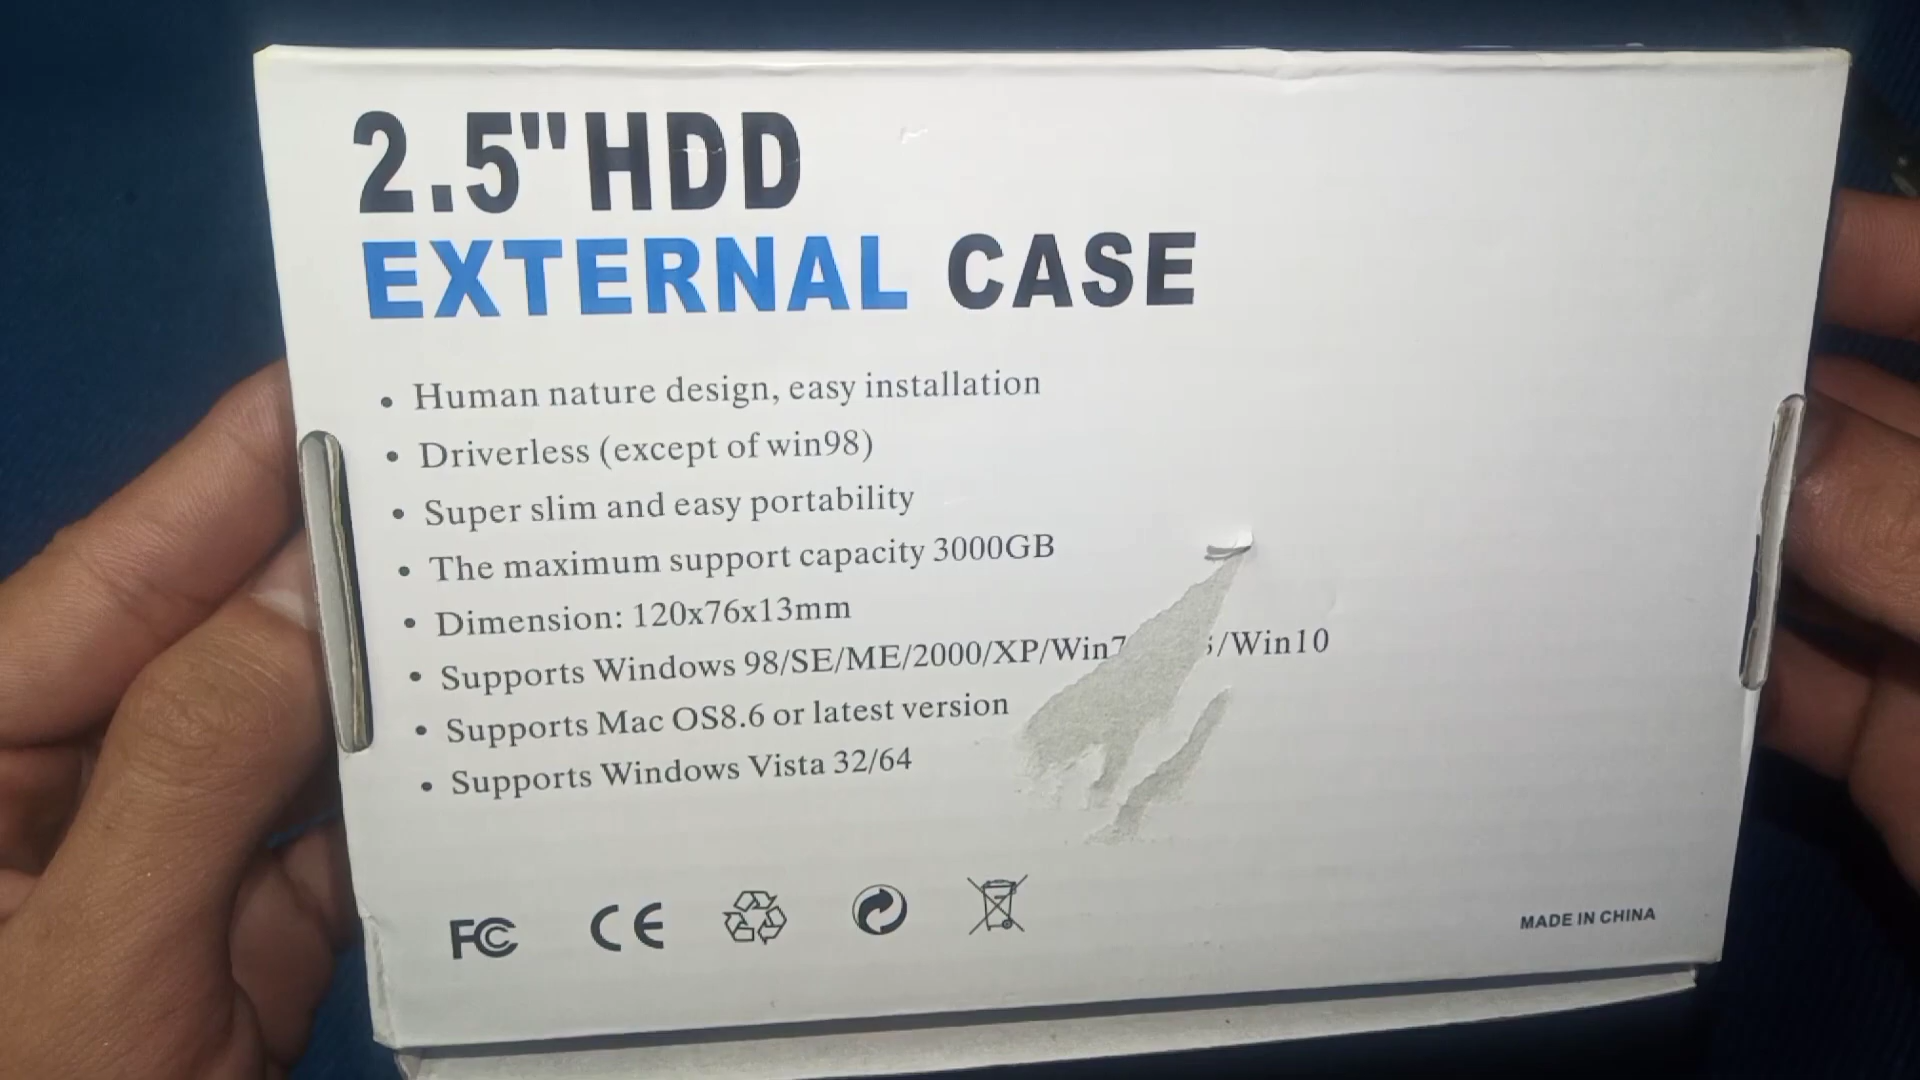 2.5"HDD
EXTERNAL CASE
• Human nature design, easy installation
• Driverless (except of win98)
• Super slim and easy portability
• The maximum support capacity 3000GB
• Dimension: 120x76x13mm
• Supports Windows 98/SE/ME/2000/XP/Win7 /Win10
• Supports Mac OS8.6 or latest version
• Supports Windows Vista 32/64
FC CE
MADE IN CHINA